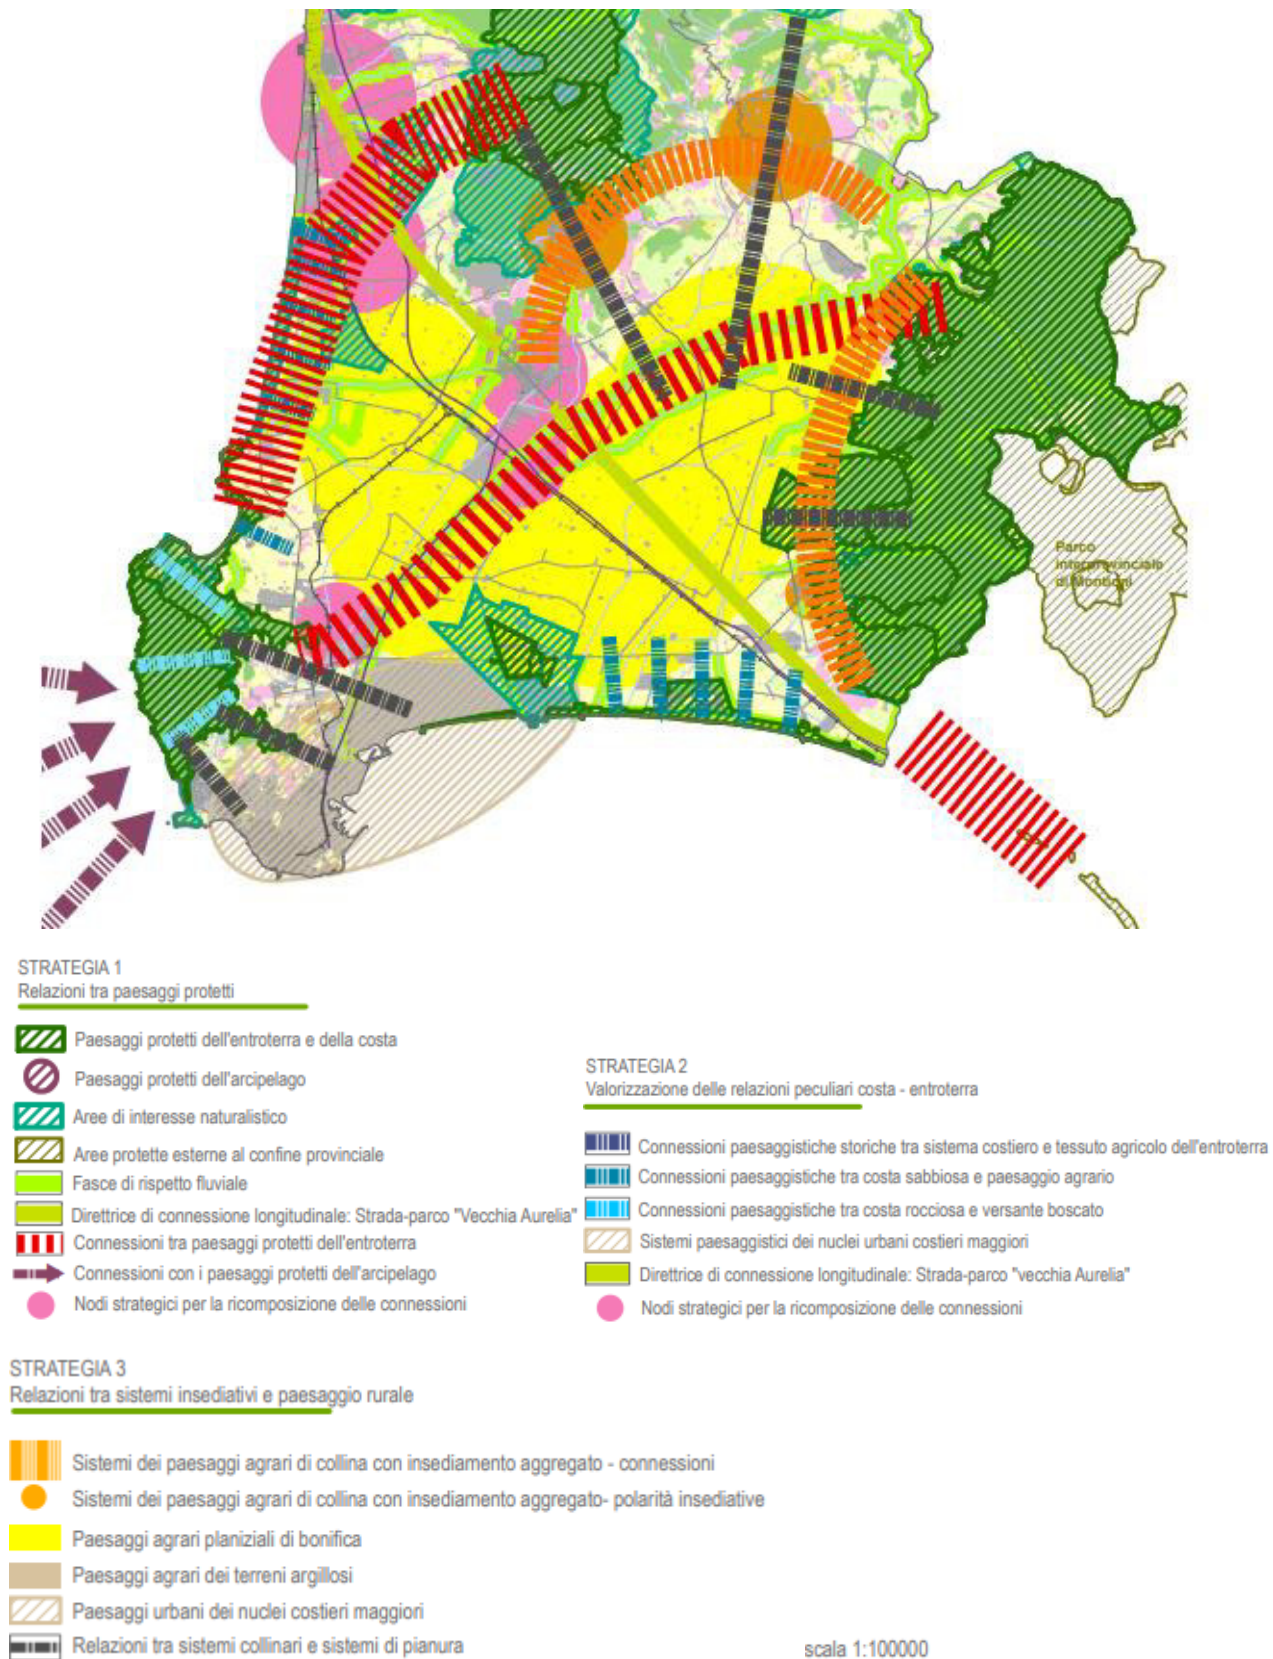 Parco
Interprovinciale
di Montioni
STRATEGIA 1
Relazioni tra paesaggi protetti
Paesaggi protetti dell'entroterra e della costa
Paesaggi protetti dell'arcipelago
Aree di interesse naturalistico
Aree protette esterne al confine provinciale
Fasce di rispetto fluviale
Direttrice di connessione longitudinale: Strada-parco "Vecchia Aurelia"
Connessioni tra paesaggi protetti dell'entroterra
Connessioni con i paesaggi protetti dell'arcipelago
Nodi strategici per la ricomposizione delle connessioni
STRATEGIA 2
Valorizzazione delle relazioni peculiari costa - entroterra
Connessioni paesaggistiche storiche tra sistema costiero e tessuto agricolo dell'entroterra
Connessioni paesaggistiche tra costa sabbiosa e paesaggio agrario
Connessioni paesaggistiche tra costa rocciosa e versante boscato
Sistemi paesaggistici dei nuclei urbani costieri maggiori
Direttrice di connessione longitudinale: Strada-parco "vecchia Aurelia"
Nodi strategici per la ricomposizione delle connessioni
STRATEGIA 3
Relazioni tra sistemi insediativi e paesaggio rurale
Sistemi dei paesaggi agrari di collina con insediamento aggregato - connessioni
Sistemi dei paesaggi agrari di collina con insediamento aggregato- polarità insediative
Paesaggi agrari planiziali di bonifica
Paesaggi agrari dei terreni argillosi
Paesaggi urbani dei nuclei costieri maggiori
Relazioni tra sistemi collinari e sistemi di pianura
scala 1:100000